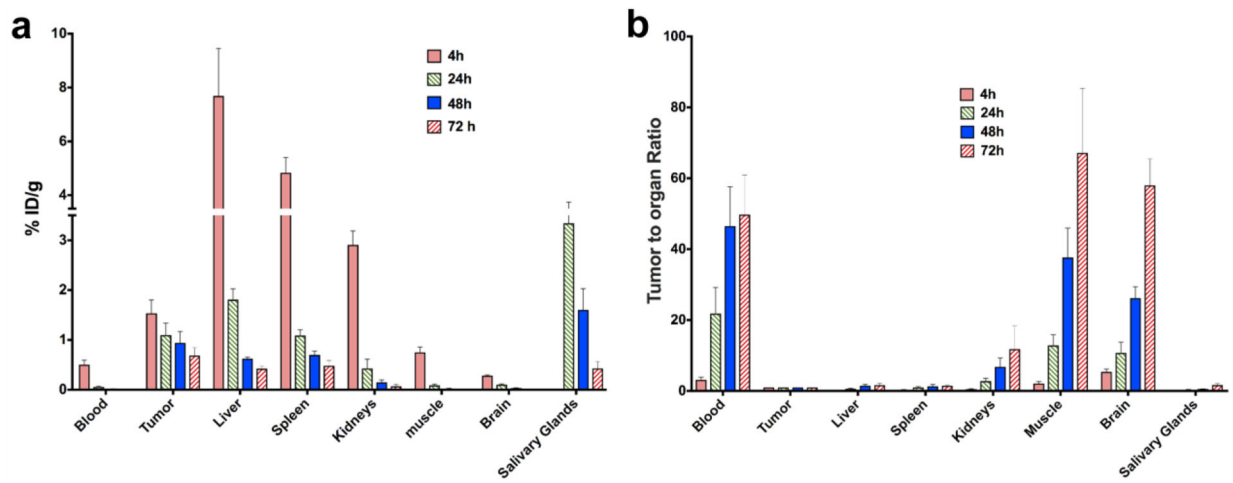 a
10
8
6
4
3
2
1
0
% ID/g
4h
24h
48h
72 h
Blood
Tumor
Liver
Spleen
Kidneys
muscle
Brain
Salivary Glands
b
100
80
60
40
20
0
Tumor to organ Ratio
4h
24h
48h
72h
Blood
Tumor
Liver
Spleen
Kidneys
Muscle
Brain
Salivary Glands